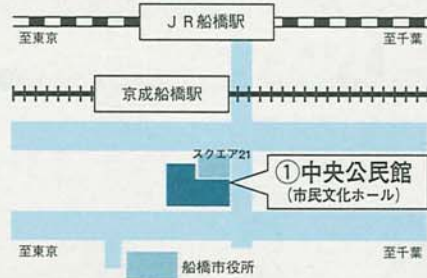 JR船橋駅
至東京
至千葉
京成船橋駅
スクエア21
①中央公民館
(市民文化ホール)
至東京
至千葉
船橋市役所